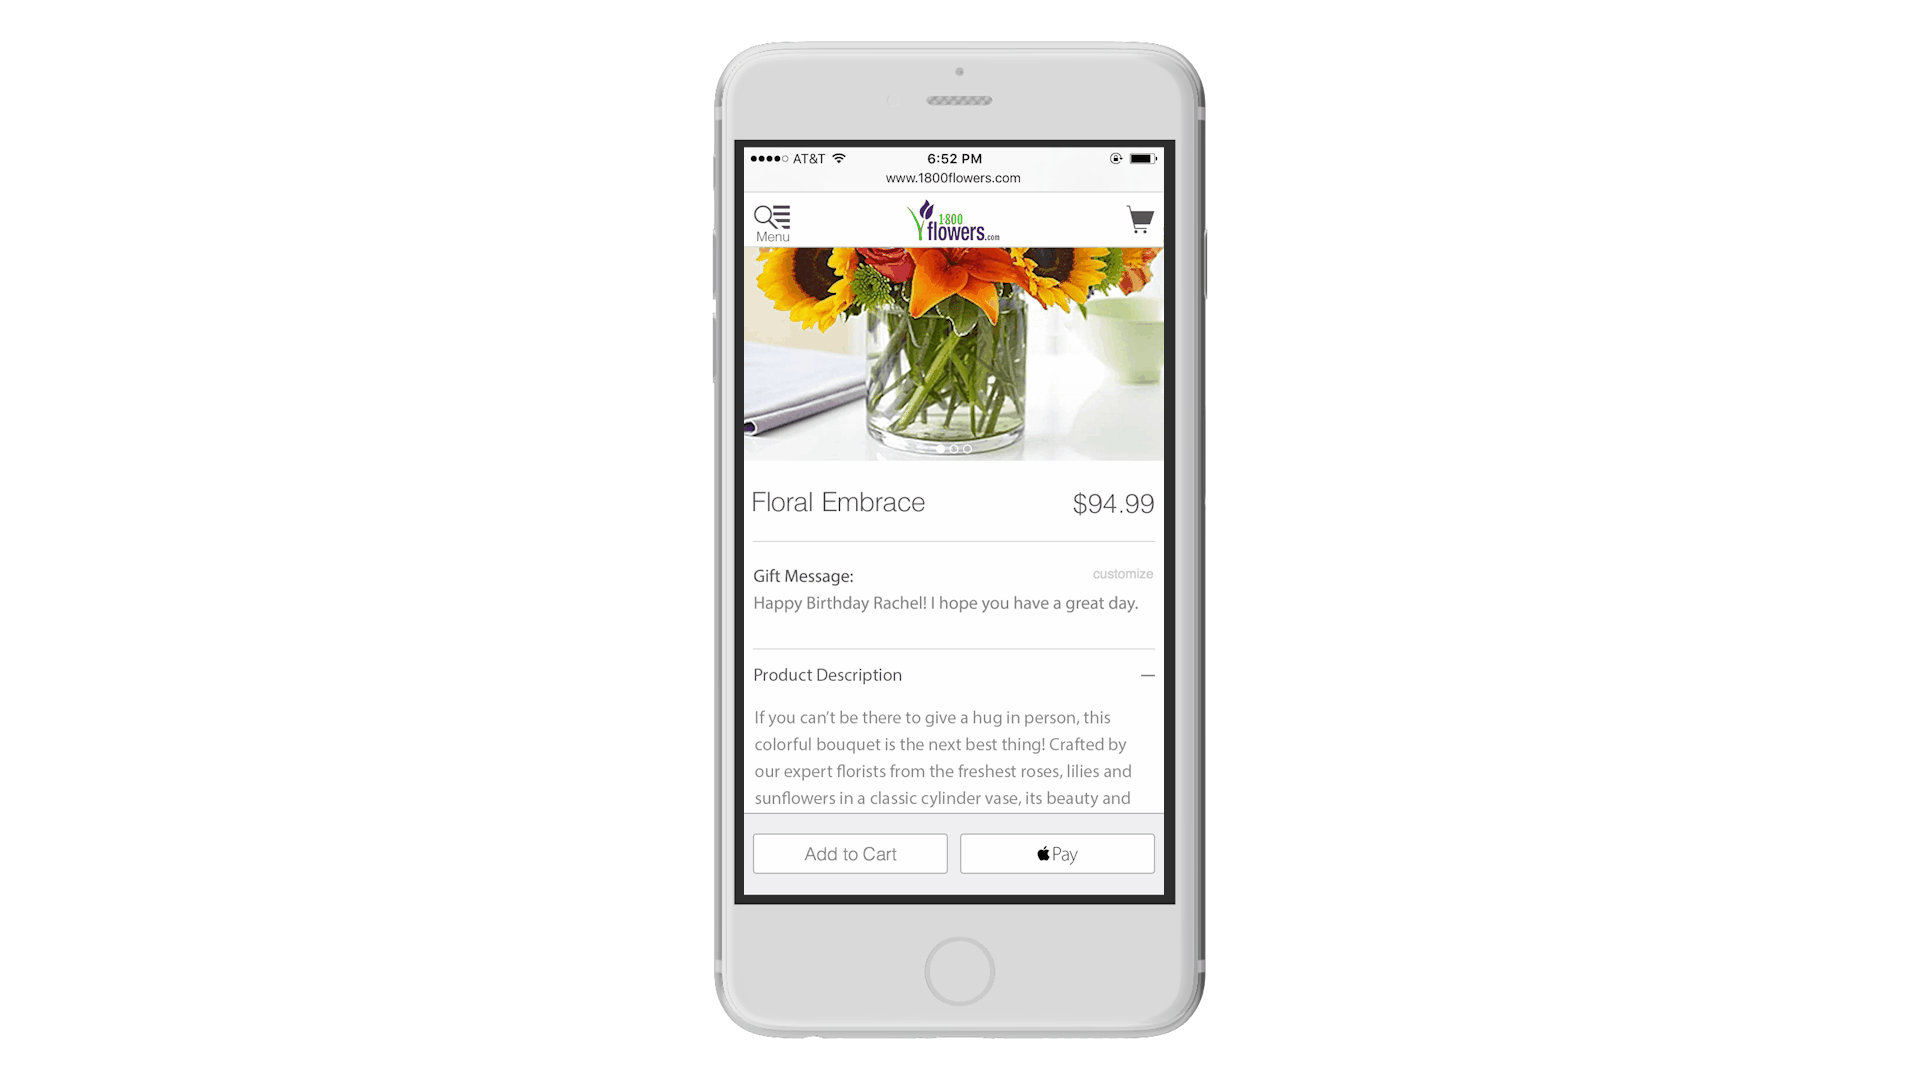 AT&T 6:52 PM
www.1800flowers.com
Menu
1·800
flowers.com
Floral Embrace $94.99
Gift Message: customize
Happy Birthday Rachel! I hope you have a great day.
Product Description
If you can’t be there to give a hug in person, this
colorful bouquet is the next best thing! Crafted by
our expert florists from the freshest roses, lilies and
sunflowers in a classic cylinder vase, its beauty and
Add to Cart Pay